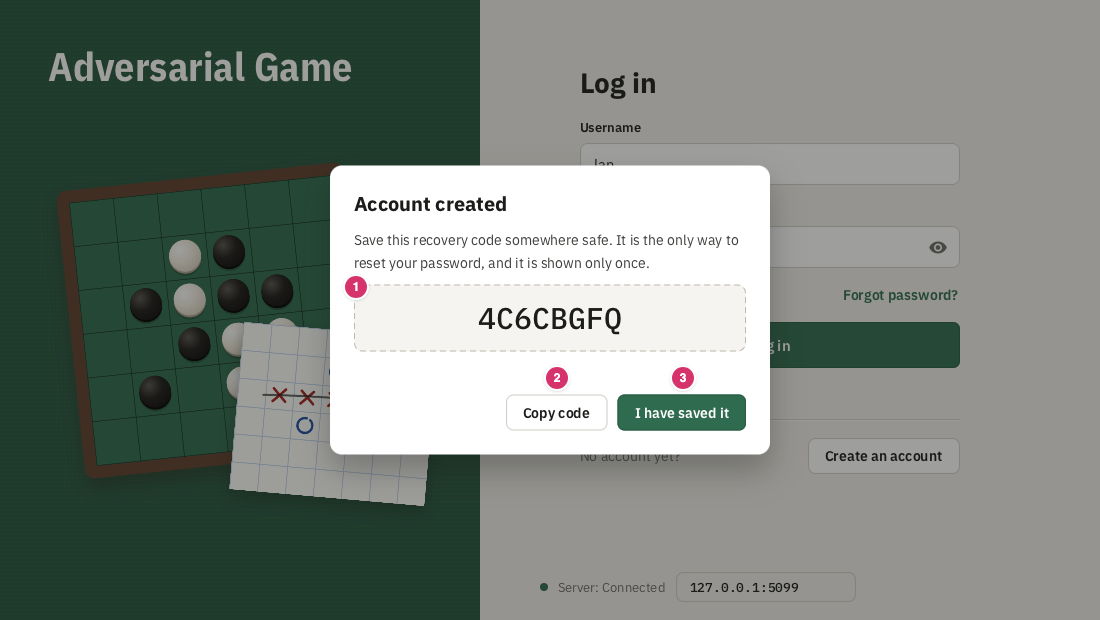 Adversarial Game
Log in
Username
Account created
Save this recovery code somewhere safe. It is the only way to
reset your password, and it is shown only once.
1
4C6CBGFQ
Forgot password?
2
3
Copy code
I have saved it
No account yet?
Create an account
Server: Connected
127.0.0.1:5099